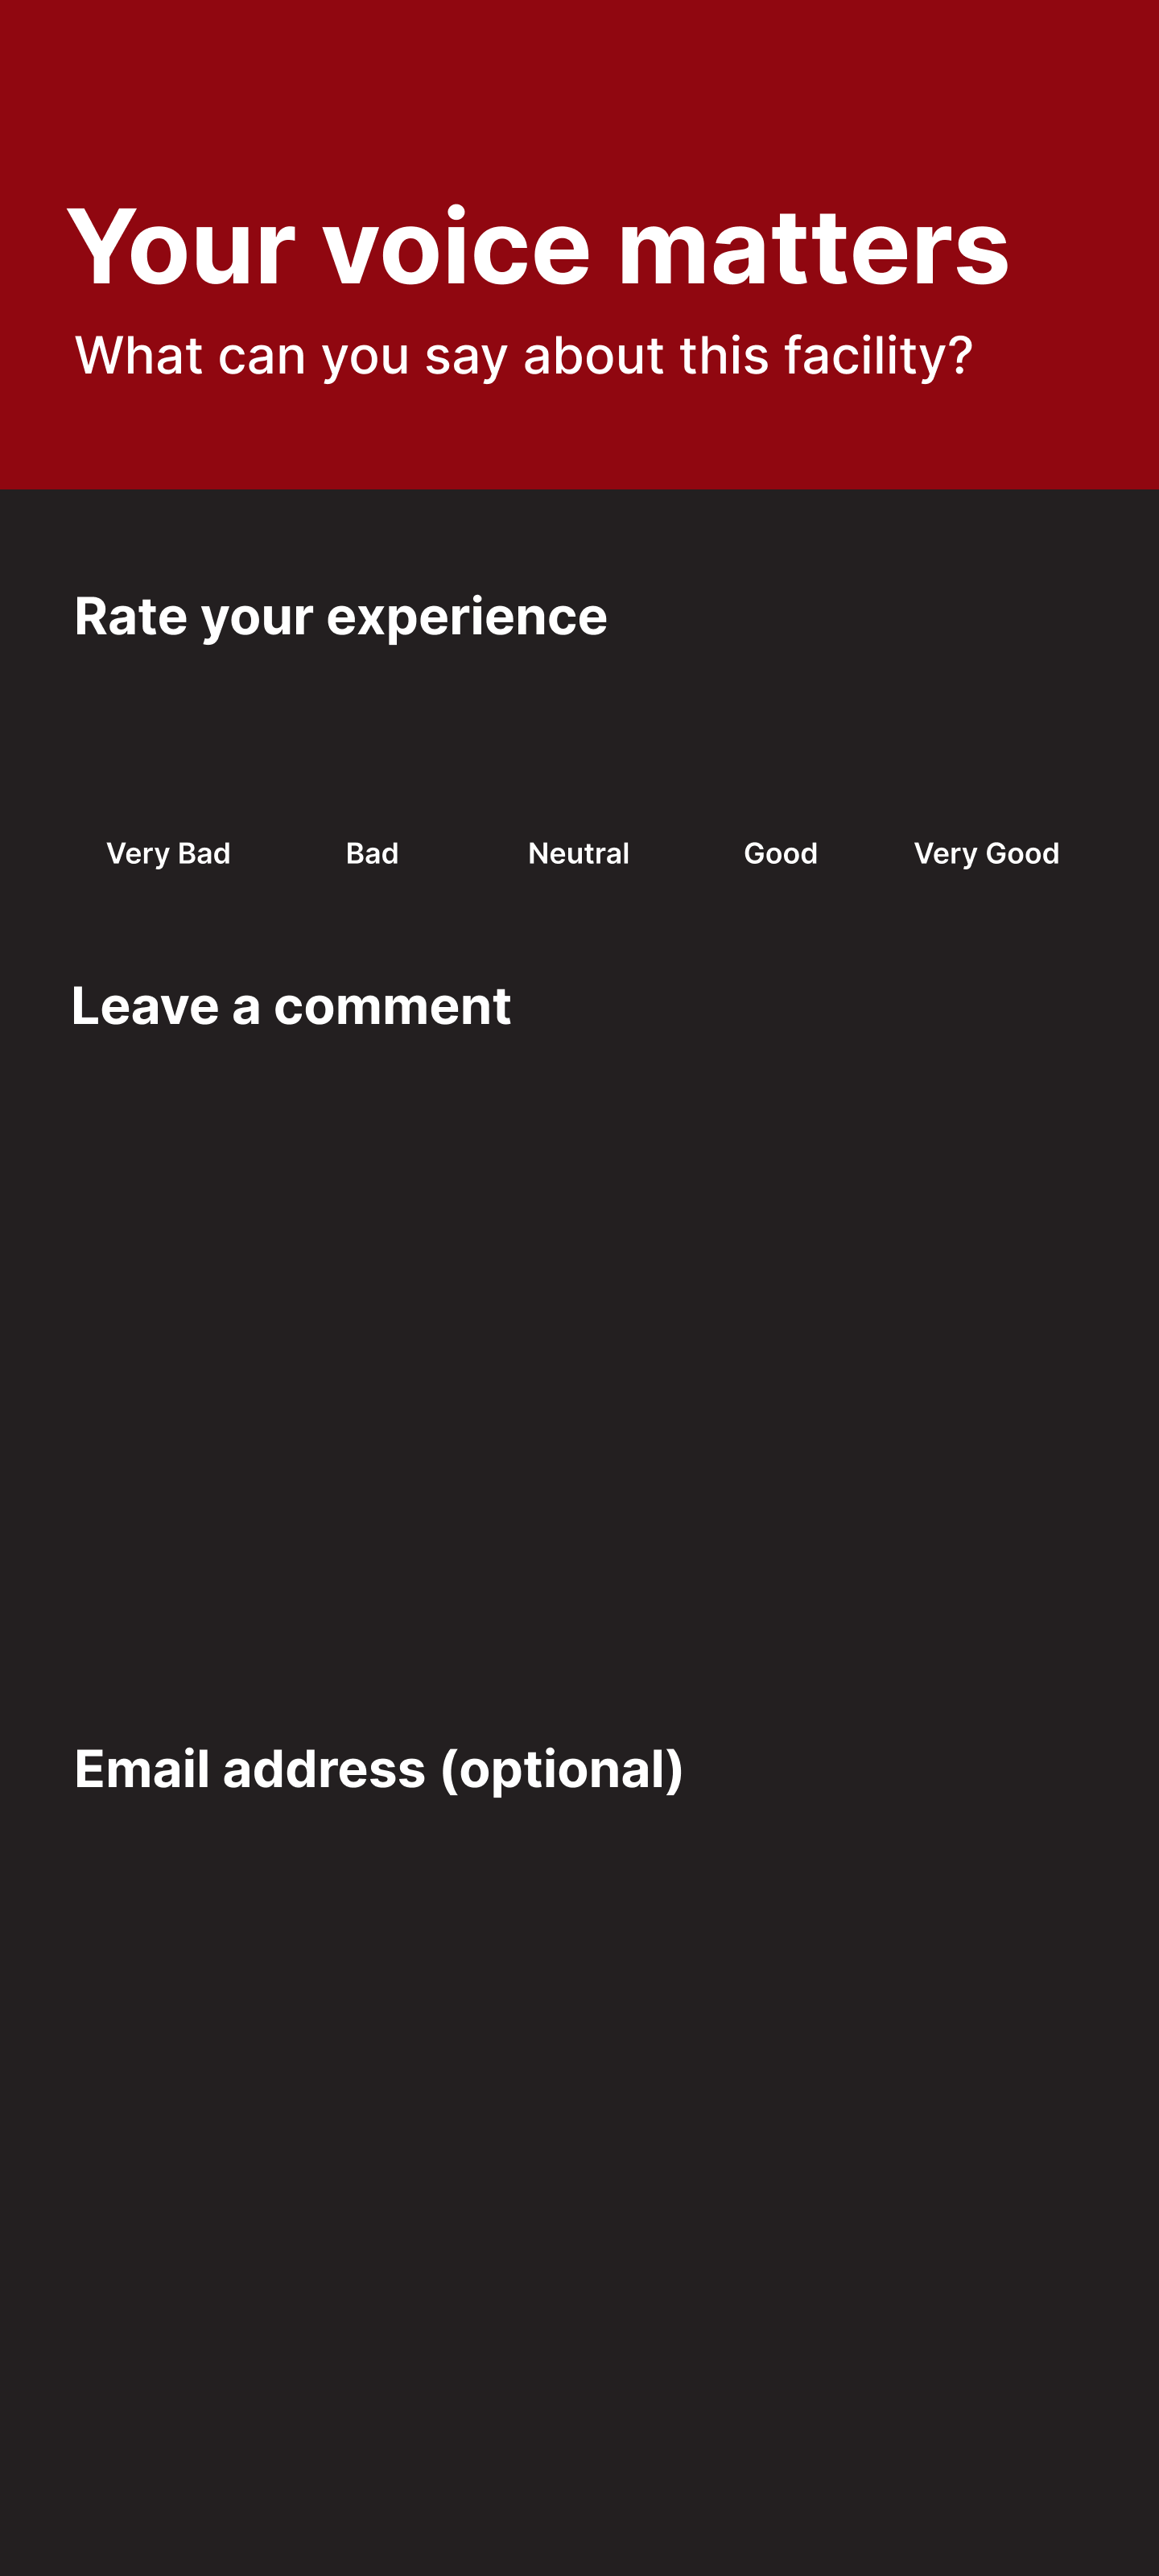 Your voice matters
What can you say about this facility?
Rate your experience
Very Bad Bad Neutral Good Very Good
Leave a comment
Email address (optional)